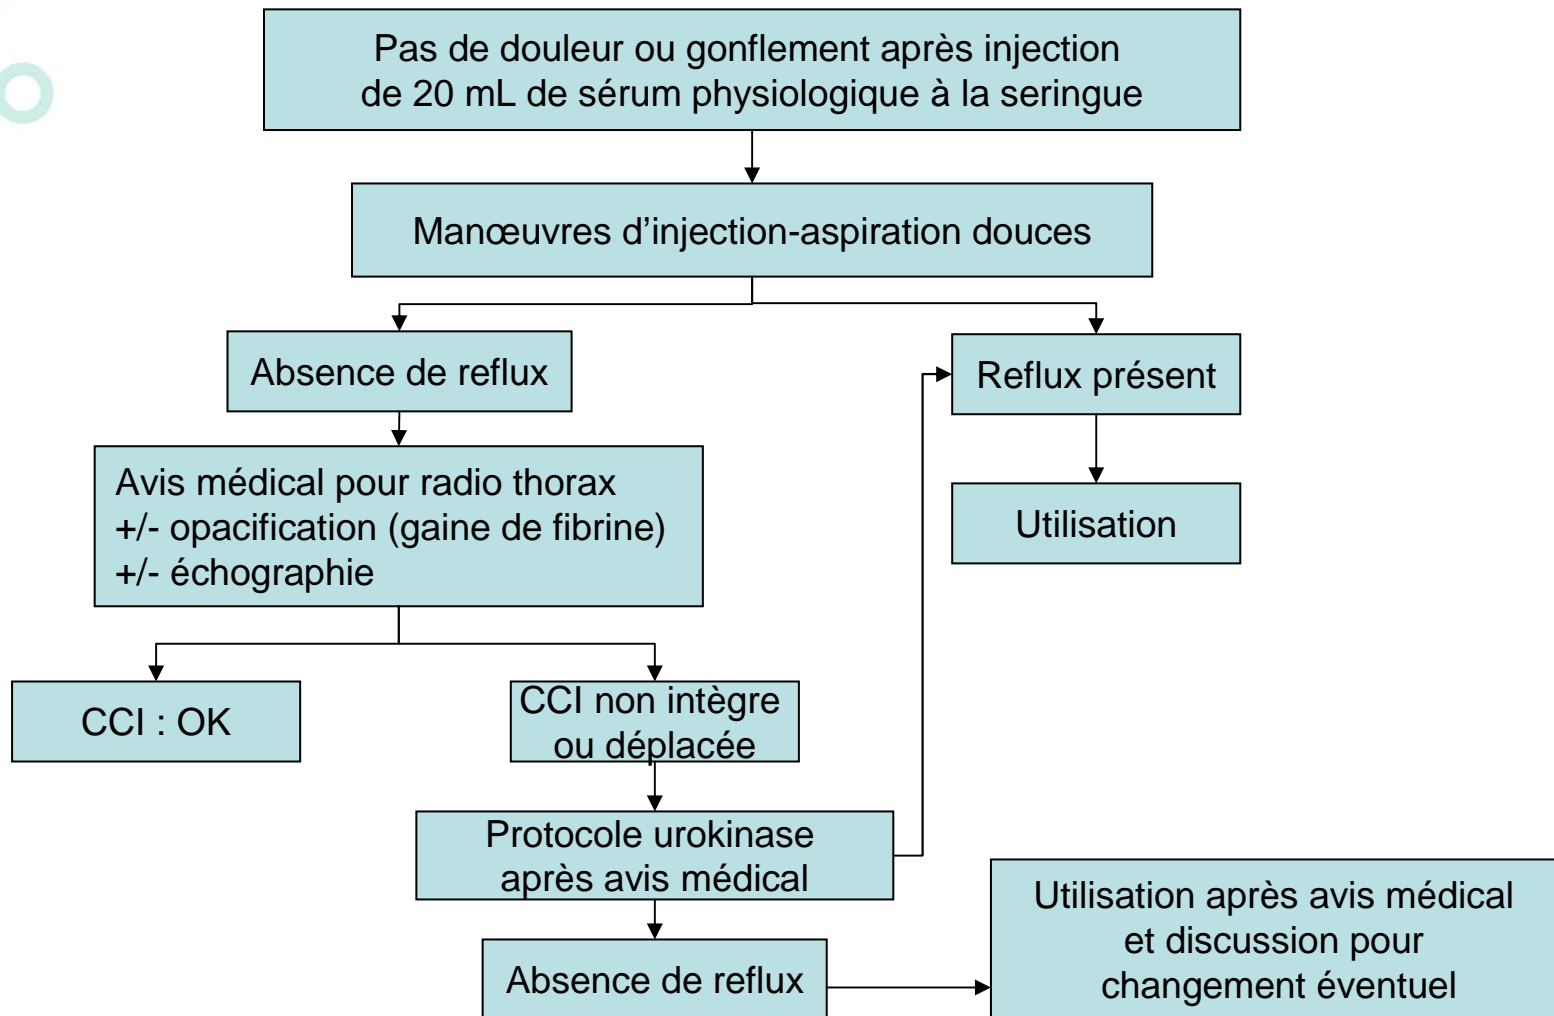 Pas de douleur ou gonflement après injection
de 20 mL de sérum physiologique à la seringue
Manœuvres d’injection-aspiration douces
Absence de reflux
Reflux présent
Avis médical pour radio thorax
+/- opacification (gaine de fibrine)
+/- échographie
Utilisation
CCI : OK
CCI non intègre
ou déplacée
Protocole urokinase
après avis médical
Utilisation après avis médical
et discussion pour
changement éventuel
Absence de reflux